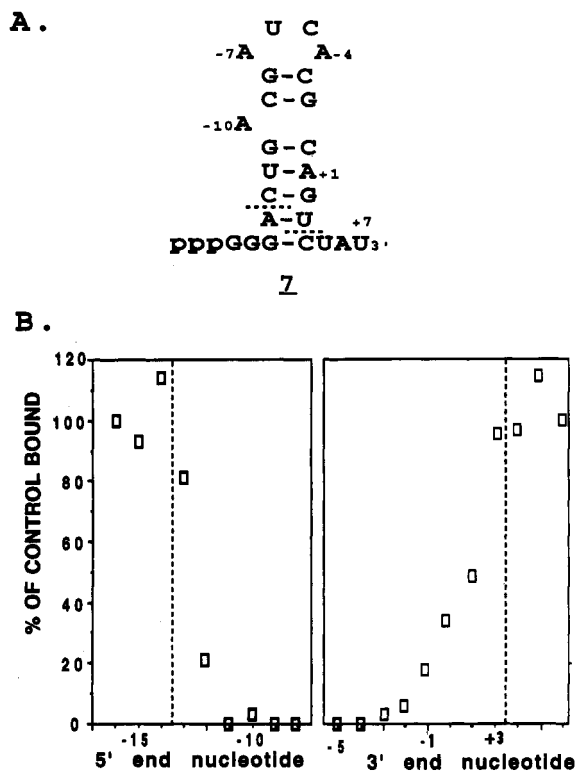 A.
U C
-7A A-4
G-C
C-G
-10A
G-C
U-A+1
C-G
A-U +7
pppGGG-CUAU3'
7
B.
% OF CONTROL BOUND
120
100
80
60
40
20
0
-15 -10
5' end nucleotide
-5 -1 +3
3' end nucleotide